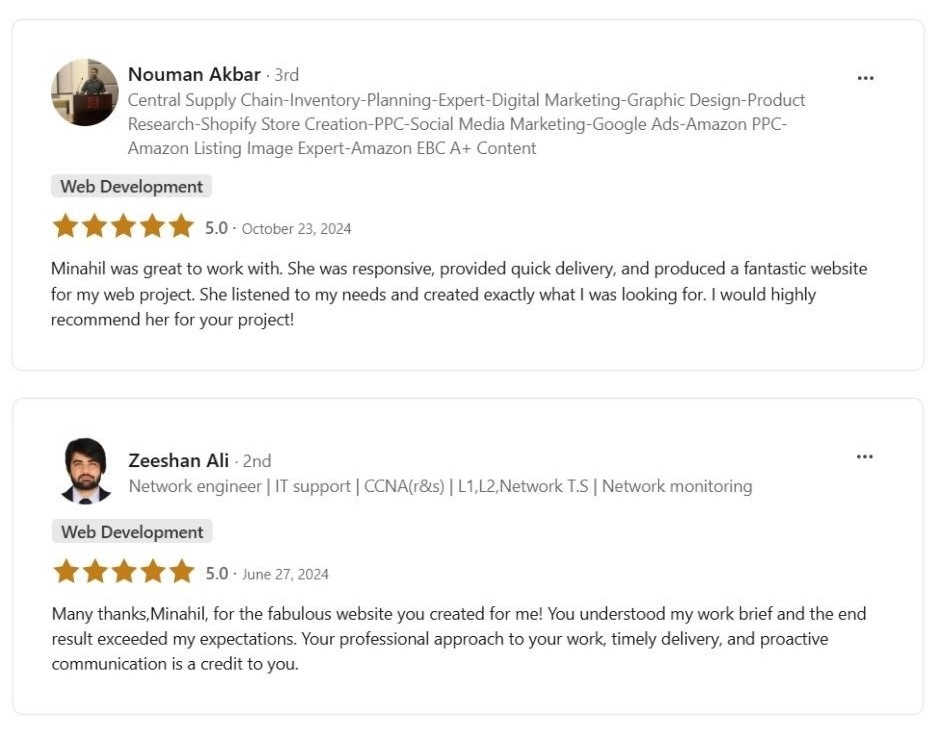 Nouman Akbar · 3rd
Central Supply Chain-Inventory-Planning-Expert-Digital Marketing-Graphic Design-Product
Research-Shopify Store Creation-PPC-Social Media Marketing-Google Ads-Amazon PPC-
Amazon Listing Image Expert-Amazon EBC A+ Content
Web Development
5.0 · October 23, 2024
Minahil was great to work with. She was responsive, provided quick delivery, and produced a fantastic website
for my web project. She listened to my needs and created exactly what I was looking for. I would highly
recommend her for your project!
Zeeshan Ali · 2nd
Network engineer | IT support | CCNA(r&s) | L1,L2,Network T.S | Network monitoring
Web Development
5.0 · June 27, 2024
Many thanks,Minahil, for the fabulous website you created for me! You understood my work brief and the end
result exceeded my expectations. Your professional approach to your work, timely delivery, and proactive
communication is a credit to you.